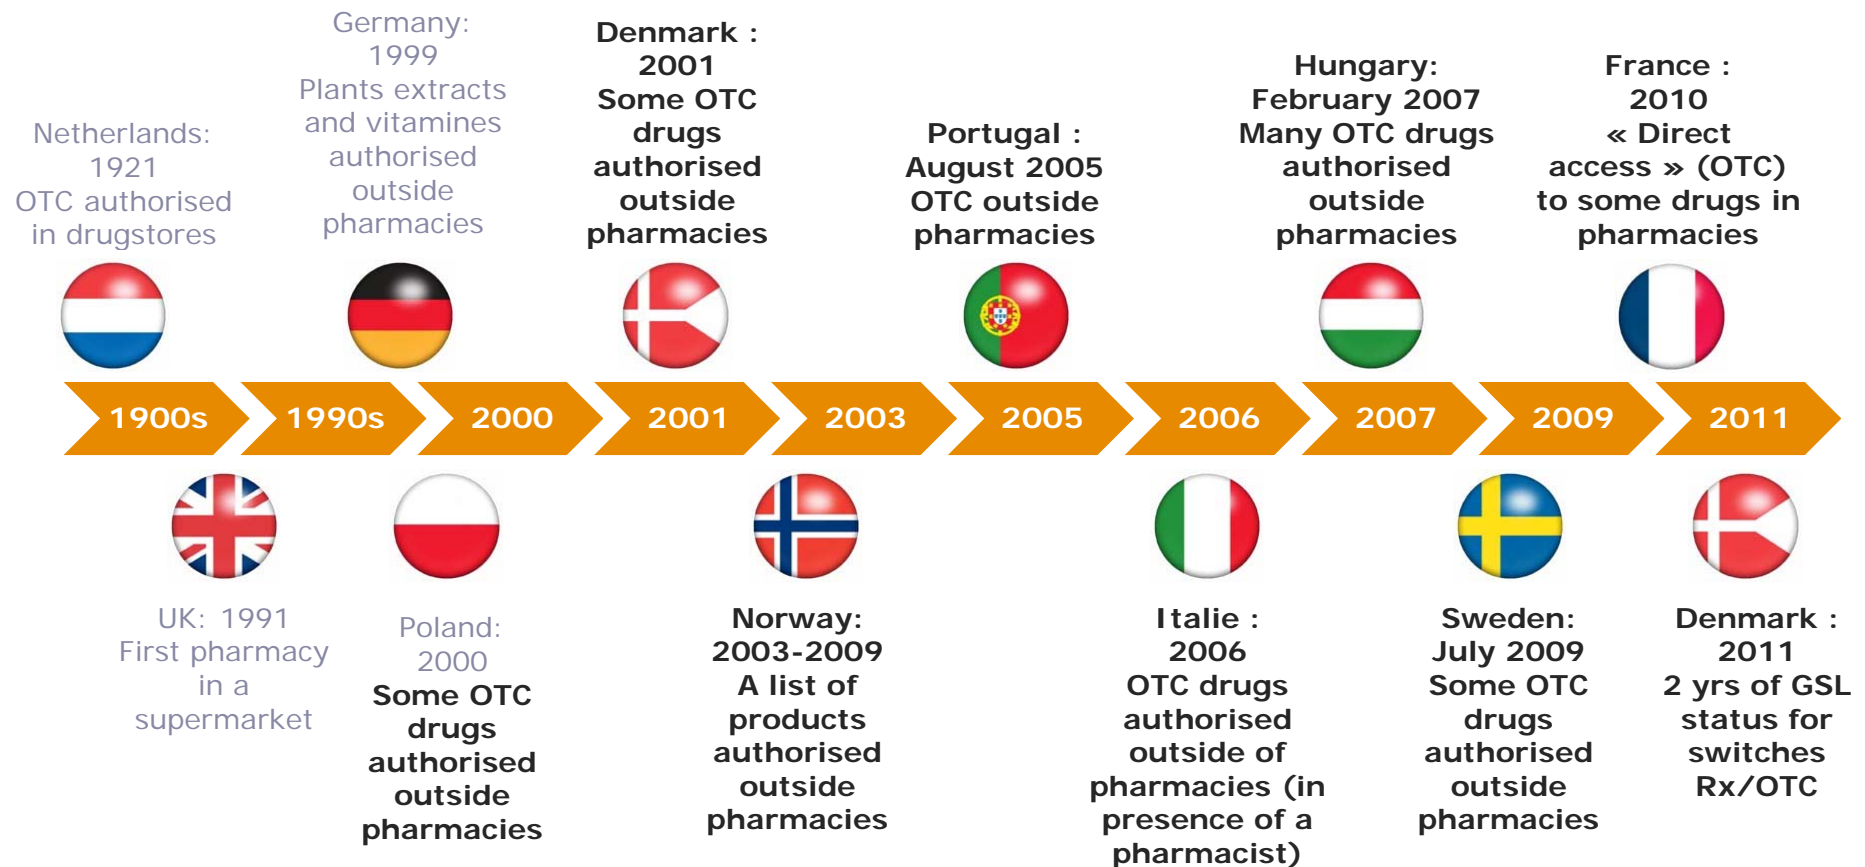 Netherlands:
1921
OTC authorised
in drugstores
Germany:
1999
Plants extracts
and vitamines
authorised
outside
pharmacies
Denmark :
2001
Some OTC
drugs
authorised
outside
pharmacies
Portugal :
August 2005
OTC outside
pharmacies
Hungary:
February 2007
Many OTC drugs
authorised
outside
pharmacies
France :
2010
« Direct
access » (OTC)
to some drugs in
pharmacies
1900s
1990s
2000
2001
2003
2005
2006
2007
2009
2011
UK: 1991
First pharmacy
in a
supermarket
Poland:
2000
Some OTC
drugs
authorised
outside
pharmacies
Norway:
2003-2009
A list of
products
authorised
outside
pharmacies
Italie :
2006
OTC drugs
authorised
outside of
pharmacies (in
presence of a
pharmacist)
Sweden:
July 2009
Some OTC
drugs
authorised
outside
pharmacies
Denmark :
2011
2 yrs of GSL
status for
switches
Rx/OTC